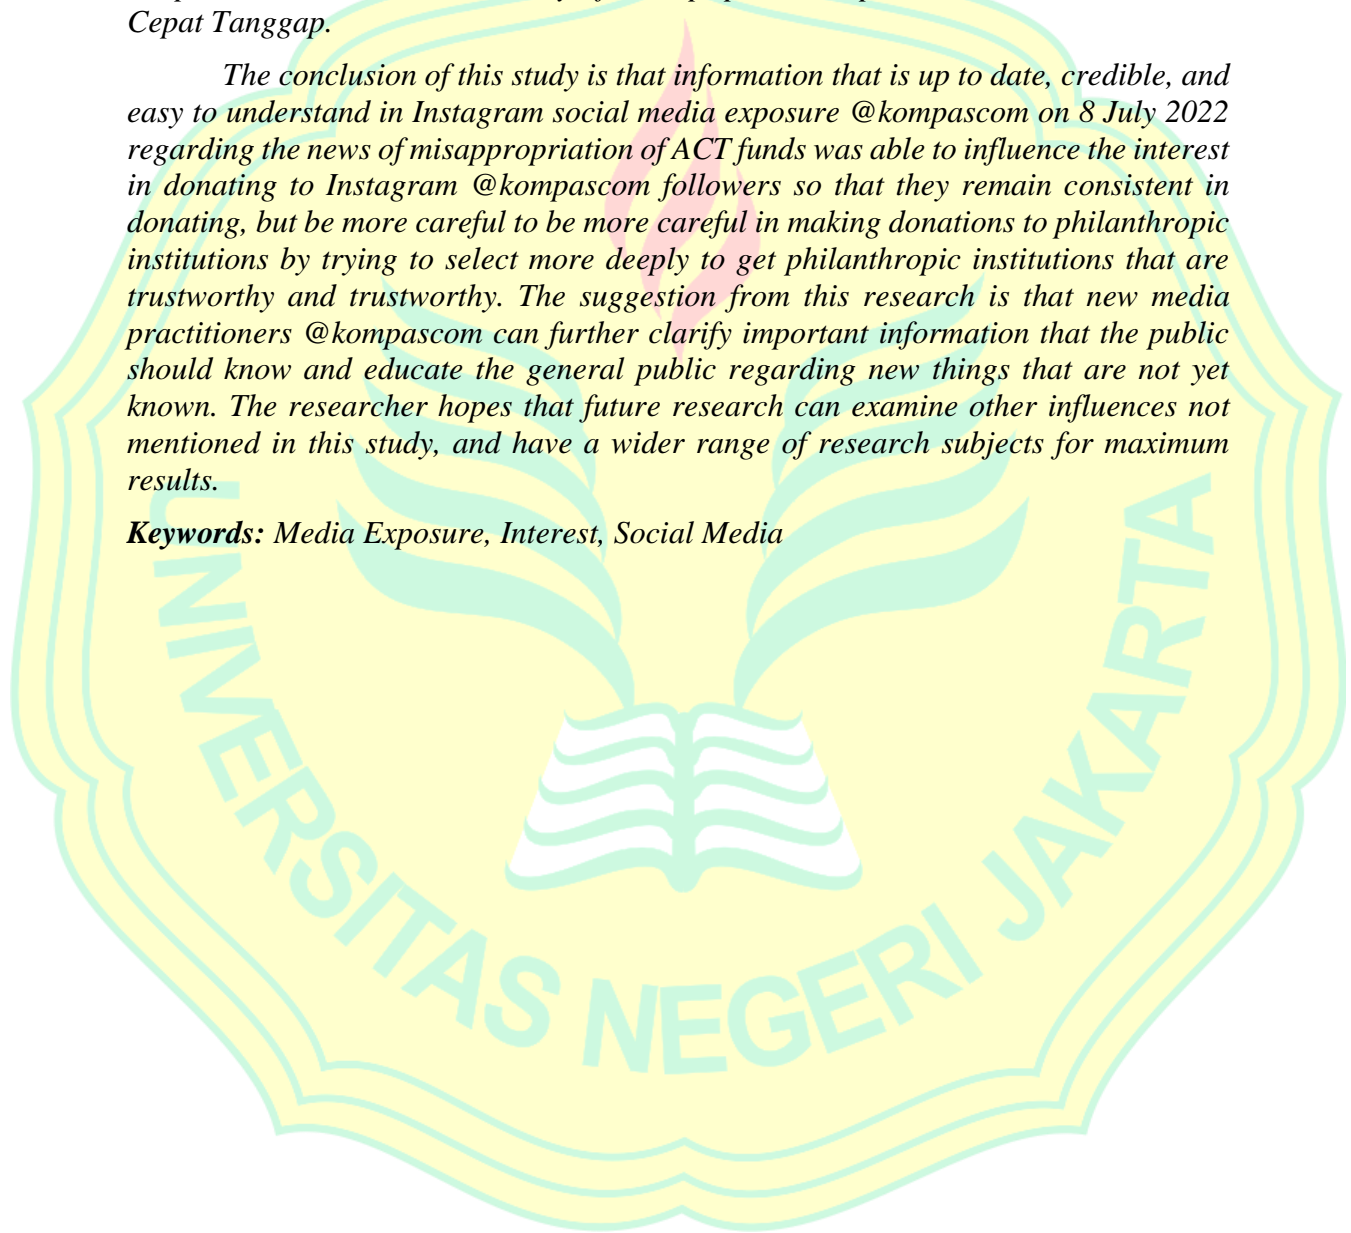 Cepat Tanggap.
The conclusion of this study is that information that is up to date, credible, and
easy to understand in Instagram social media exposure @kompascom on 8 July 2022
regarding the news of misappropriation of ACT funds was able to influence the interest
in donating to Instagram @kompascom followers so that they remain consistent in
donating, but be more careful to be more careful in making donations to philanthropic
institutions by trying to select more deeply to get philanthropic institutions that are
trustworthy and trustworthy. The suggestion from this research is that new media
practitioners @kompascom can further clarify important information that the public
should know and educate the general public regarding new things that are not yet
known. The researcher hopes that future research can examine other influences not
mentioned in this study, and have a wider range of research subjects for maximum
results.
Keywords: Media Exposure, Interest, Social Media
UNIVERSITAS NEGERI JAKARTA